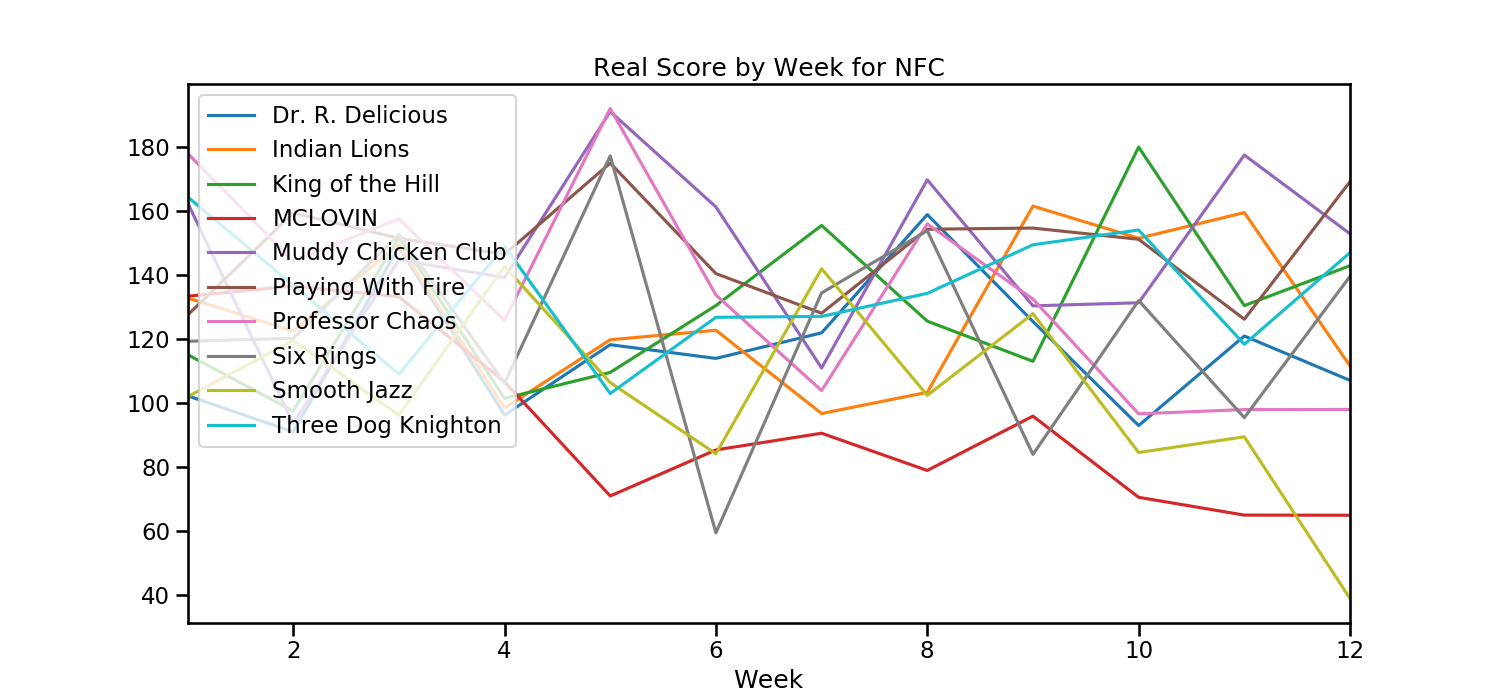 Real Score by Week for NFC
Dr. R. Delicious
Indian Lions
King of the Hill
MCLOVIN
Muddy Chicken Club
Playing With Fire
Professor Chaos
Six Rings
Smooth Jazz
Three Dog Knighton
180
160
140
120
100
80
60
40
2 4 6 8 10 12
Week